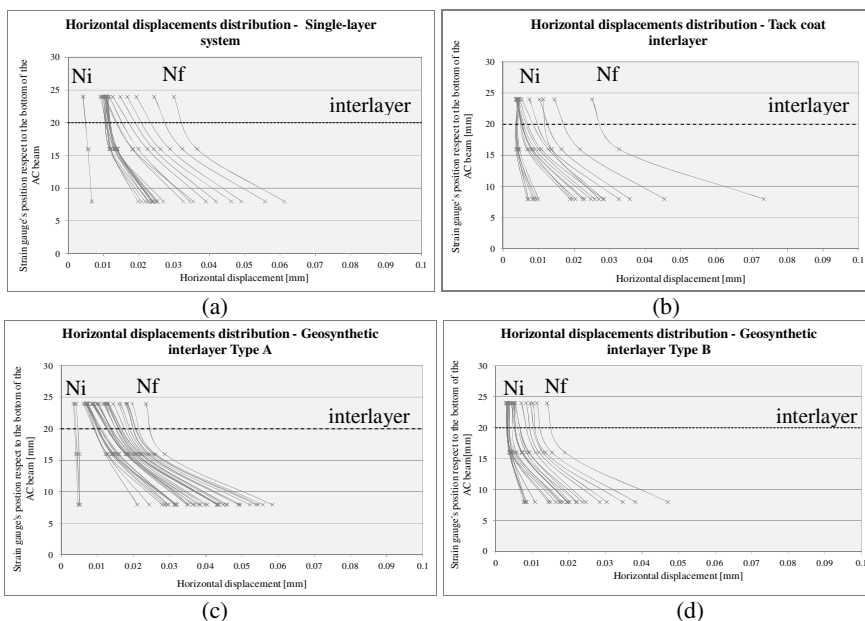 Horizontal displacements distribution - Single-layer
system
Strain gauge's position respect to the bottom of the
AC beam
30
25
20
15
10
5
0
Ni
Nf
interlayer
0 0.01 0.02 0.03 0.04 0.05 0.06 0.07 0.08 0.09 0.1
Horizontal displacement [mm]
(a)
Horizontal displacements distribution - Tack coat
interlayer
Strain gauge's position respect to the bottom of the
AC beam [mm]
30
25
20
15
10
5
0
Ni
Nf
interlayer
0 0.01 0.02 0.03 0.04 0.05 0.06 0.07 0.08 0.09 0.1
Horizontal displacement [mm]
(b)
Horizontal displacements distribution - Geosynthetic
interlayer Type A
Strain gauge's position respect to the bottom of the
AC beam [mm]
30
25
20
15
10
5
0
Ni
Nf
interlayer
0 0.01 0.02 0.03 0.04 0.05 0.06 0.07 0.08 0.09 0.1
Horizontal displacement [mm]
(c)
Horizontal displacements distribution - Geosynthetic
interlayer Type B
Strain gauge's position respect to the bottom of the
AC beam[mm]
30
25
20
15
10
5
0
Ni
Nf
interlayer
0 0.01 0.02 0.03 0.04 0.05 0.06 0.07 0.08 0.09 0.1
Horizontal displacement [mm]
(d)